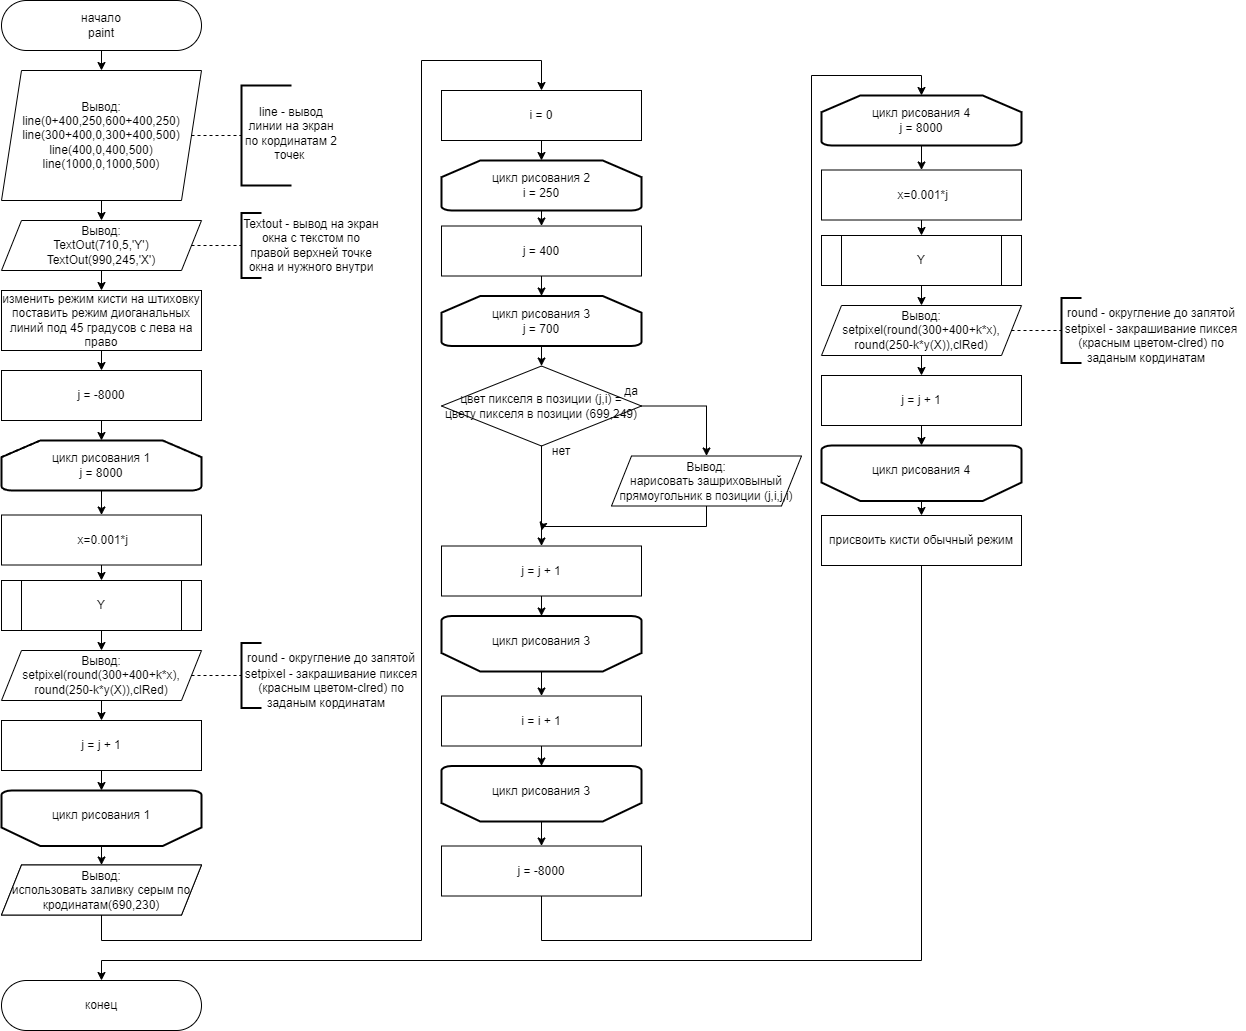 начало
paint
Вывод:
line(0+400,250,600+400,250)
line(300+400,0,300+400,500)
line(400,0,400,500)
line(1000,0,1000,500)
line - вывод
линии на экран
по кординатам 2
точек
Вывод:
TextOut(710,5,'Y')
TextOut(990,245,'X')
Textout - вывод на экран
окна с текстом по
правой верхней точке
окна и нужного внутри
изменить режим кисти на штиховку
поставить режим диоганальных
линий под 45 градусов с лева на
право
j = -8000
цикл рисования 1
j = 8000
x=0.001*j
Y
Вывод:
setpixel(round(300+400+k*x),
round(250-k*y(X)),clRed)
round - округление до запятой
setpixel - закрашивание пиксея
(красным цветом-clred) по
заданым кординатам
j = j + 1
цикл рисования 1
Вывод:
использовать заливку серым по
кродинатам(690,230)
i = 0
цикл рисования 2
i = 250
j = 400
цикл рисования 3
j = 700
цвет пикселя в позиции (j,i) =
цвету пикселя в позиции (699,249)
да
нет
Вывод:
нарисовать зашриховыный
прямоугольник в позиции (j,i,j,i)
j = j + 1
цикл рисования 3
i = i + 1
цикл рисования 3
j = -8000
цикл рисования 4
j = 8000
x=0.001*j
Y
Вывод:
setpixel(round(300+400+k*x),
round(250-k*y(X)),clRed)
round - округление до запятой
setpixel - закрашивание пиксея
(красным цветом-clred) по
заданым кординатам
j = j + 1
цикл рисования 4
присвоить кисти обычный режим
конец